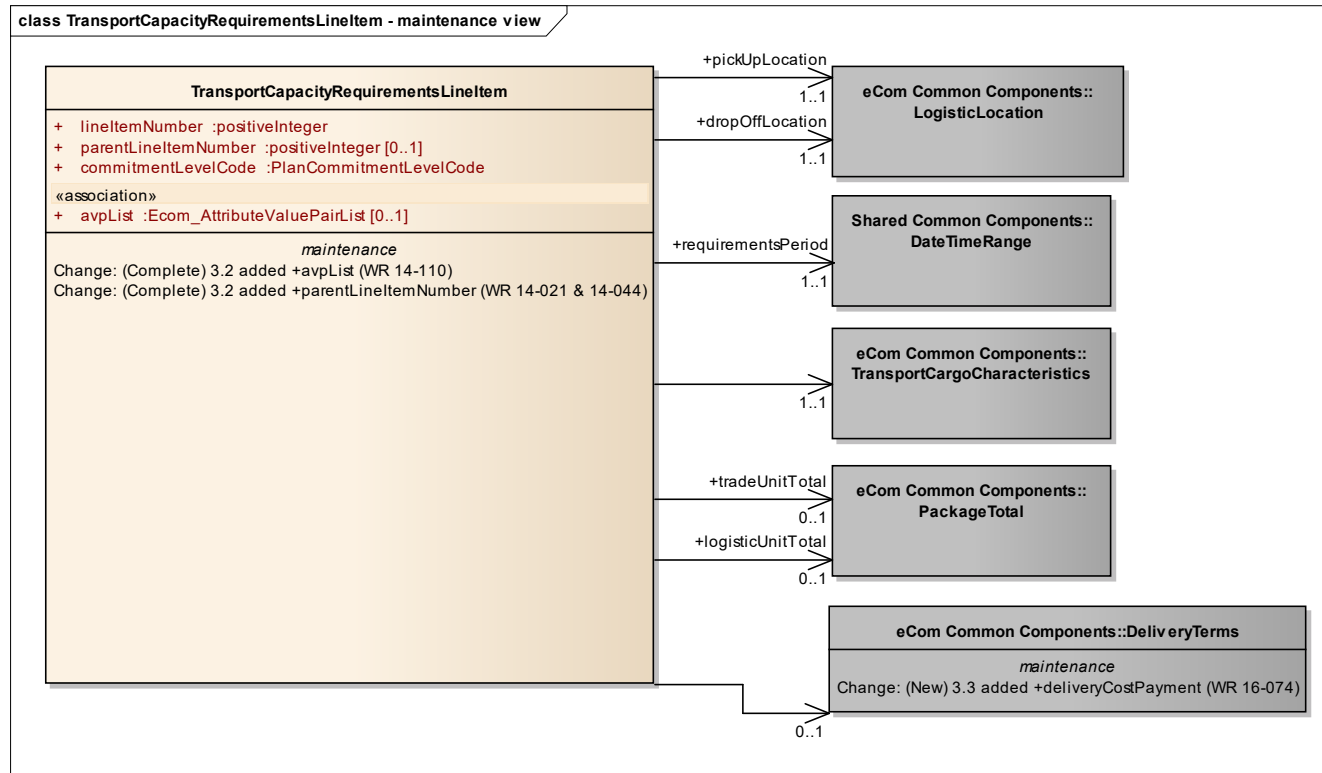 class TransportCapacityRequirementsLineItem - maintenance view
TransportCapacityRequirementsLineItem
+ lineItemNumber :positiveInteger
+ parentLineItemNumber :positiveInteger [0..1]
+ commitmentLevelCode :PlanCommitmentLevelCode
«association»
+ avpList :Ecom_AttributeValuePairList [0..1]
maintenance
Change: (Complete) 3.2 added +avpList (WR 14-110)
Change: (Complete) 3.2 added +parentLineItemNumber (WR 14-021 & 14-044)
+pickUpLocation
1..1
+dropOffLocation
1..1
eCom Common Components::
LogisticLocation
+requirementsPeriod
1..1
Shared Common Components::
DateTimeRange
1..1
eCom Common Components::
TransportCargoCharacteristics
+tradeUnitTotal
0..1
+logisticUnitTotal
0..1
eCom Common Components::
PackageTotal
0..1
eCom Common Components::DeliveryTerms
maintenance
Change: (New) 3.3 added +deliveryCostPayment (WR 16-074)